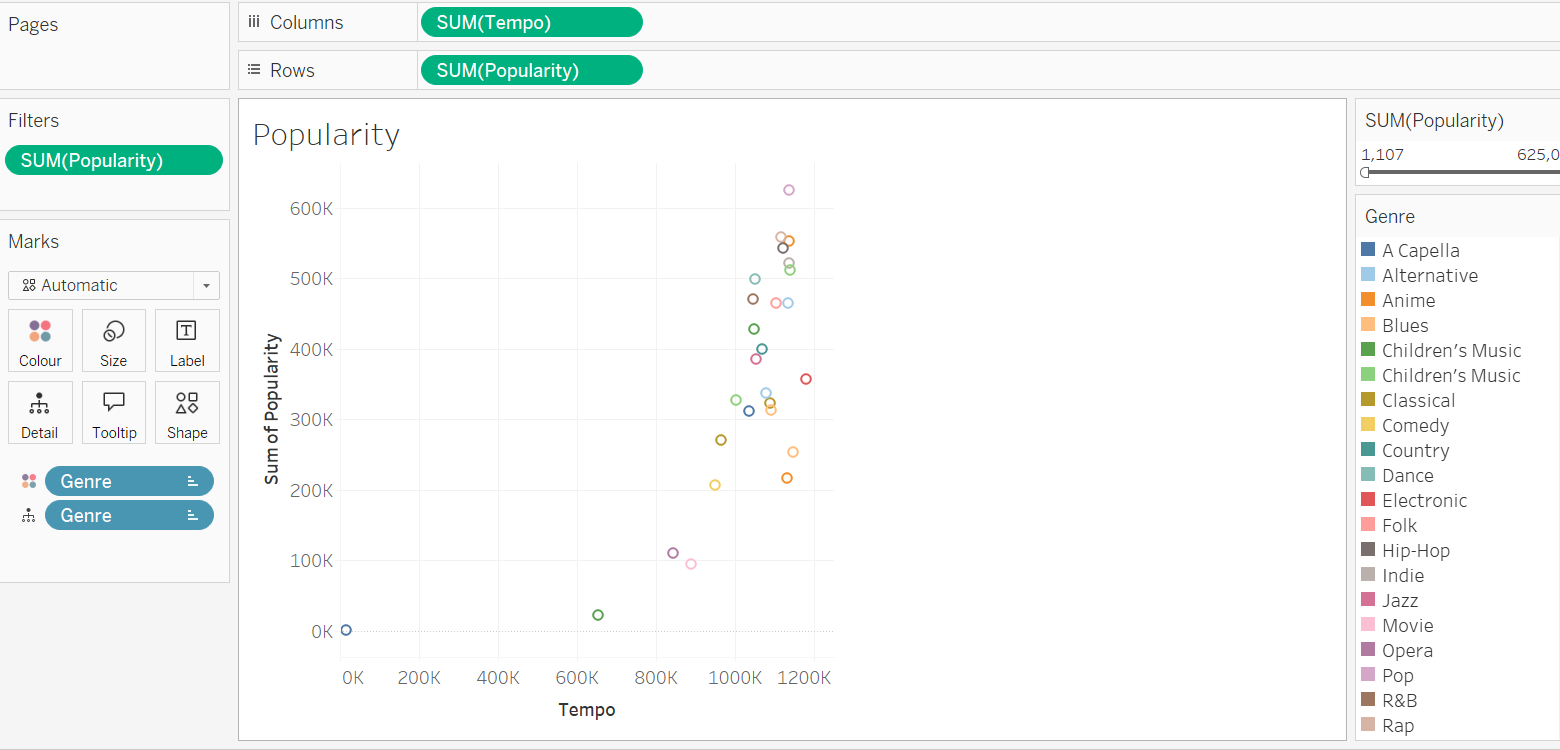 Pages
Columns
SUM(Tempo)
Rows
SUM(Popularity)
Filters
SUM(Popularity)
Marks
Automatic
Colour
Size
Label
Detail
Tooltip
Shape
Genre
Genre
Popularity
Sum of Popularity
600K
500K
400K
300K
200K
100K
0K
0K 200K 400K 600K 800K 1000K 1200K
Tempo
SUM(Popularity)
1,107 625,0
Genre
A Capella
Alternative
Anime
Blues
Children’s Music
Children's Music
Classical
Comedy
Country
Dance
Electronic
Folk
Hip-Hop
Indie
Jazz
Movie
Opera
Pop
R&B
Rap